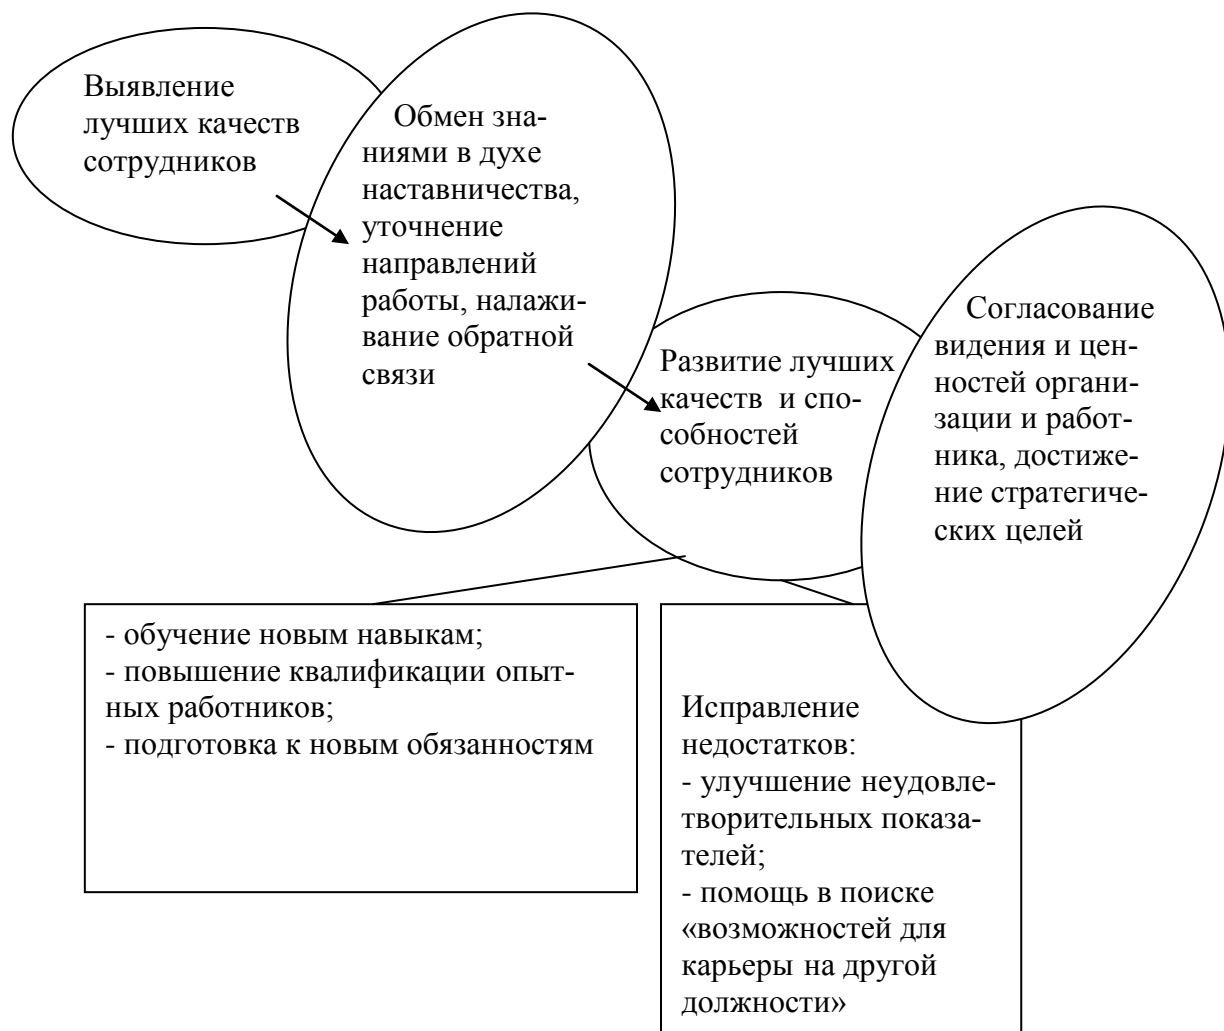 Выявление
лучших качеств
сотрудников
Обмен зна-
ниями в духе
наставничества,
уточнение
направлений
работы, налажи-
вание обратной
связи
Развитие лучших
качеств и спо-
собностей
сотрудников
Согласование
видения и цен-
ностей органи-
зации и работ-
ника, достиже-
ние стратегиче-
ских целей
- обучение новым навыкам;
- повышение квалификации опыт-
ных работников;
- подготовка к новым обязанностям
Исправление
недостатков:
- улучшение неудовле-
творительных показа-
телей;
- помощь в поиске
«возможностей для
карьеры на другой
должности»